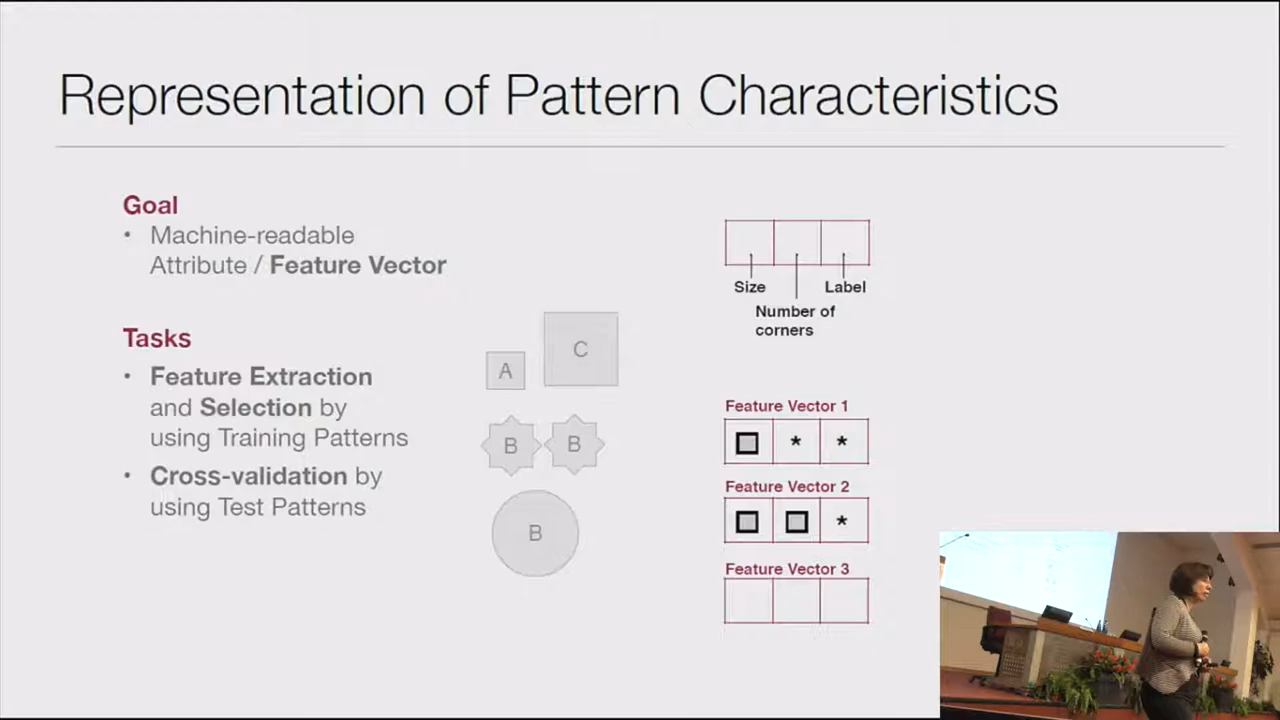 Representation of Pattern Characteristics
Goal
• Machine-readable
Attribute / Feature Vector
Tasks
• Feature Extraction
and Selection by
using Training Patterns
• Cross-validation by
using Test Patterns
A
C
B
B
B
Size
Label
Number of
corners
Feature Vector 1
* *
Feature Vector 2
*
Feature Vector 3